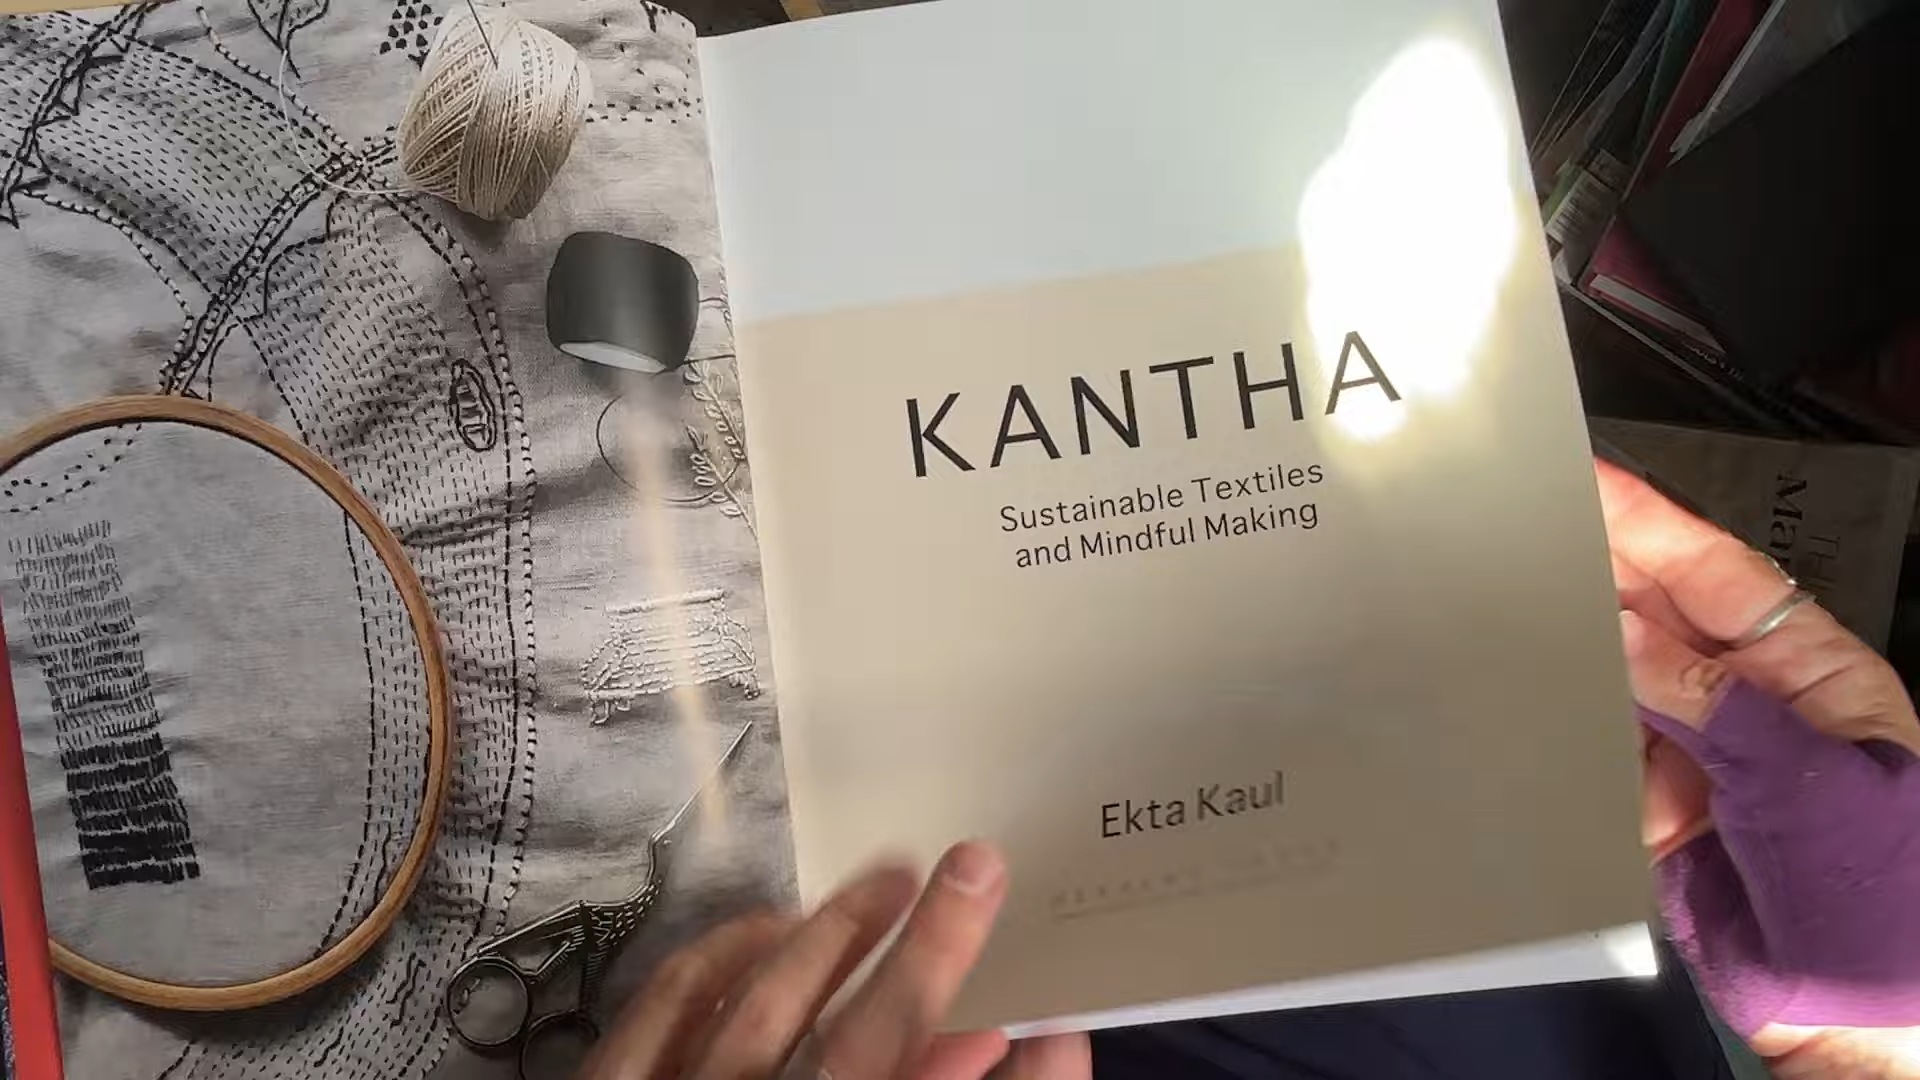 KANTHA
Sustainable Textiles
and Mindful Making
Ekta Kaul